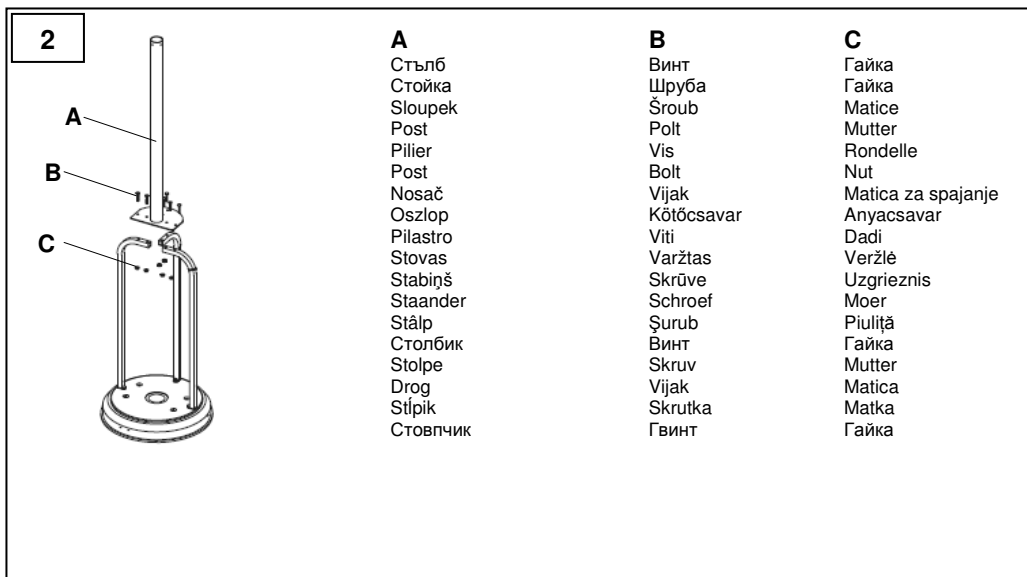 2
A B C
Стълб Винт Гайка
Стойка Шруба Гайка
Sloupek Šroub Matice
Post Polt Mutter
Pilier Vis Rondelle
Post Bolt Nut
Nosač Vijak Matica za spajanje
Oszlop Kötőcsavar Anyacsavar
Pilastro Viti Dadi
Stovas Varžtas Veržlė
Stabiņš Skrūve Uzgrieznis
Staander Schroef Moer
Stâlp Şurub Piuliţă
Столбик Винт Гайка
Stolpe Skruv Mutter
Drog Vijak Matica
Stĺpik Skrutka Matka
Стовпчик Гвинт Гайка
A
B
C